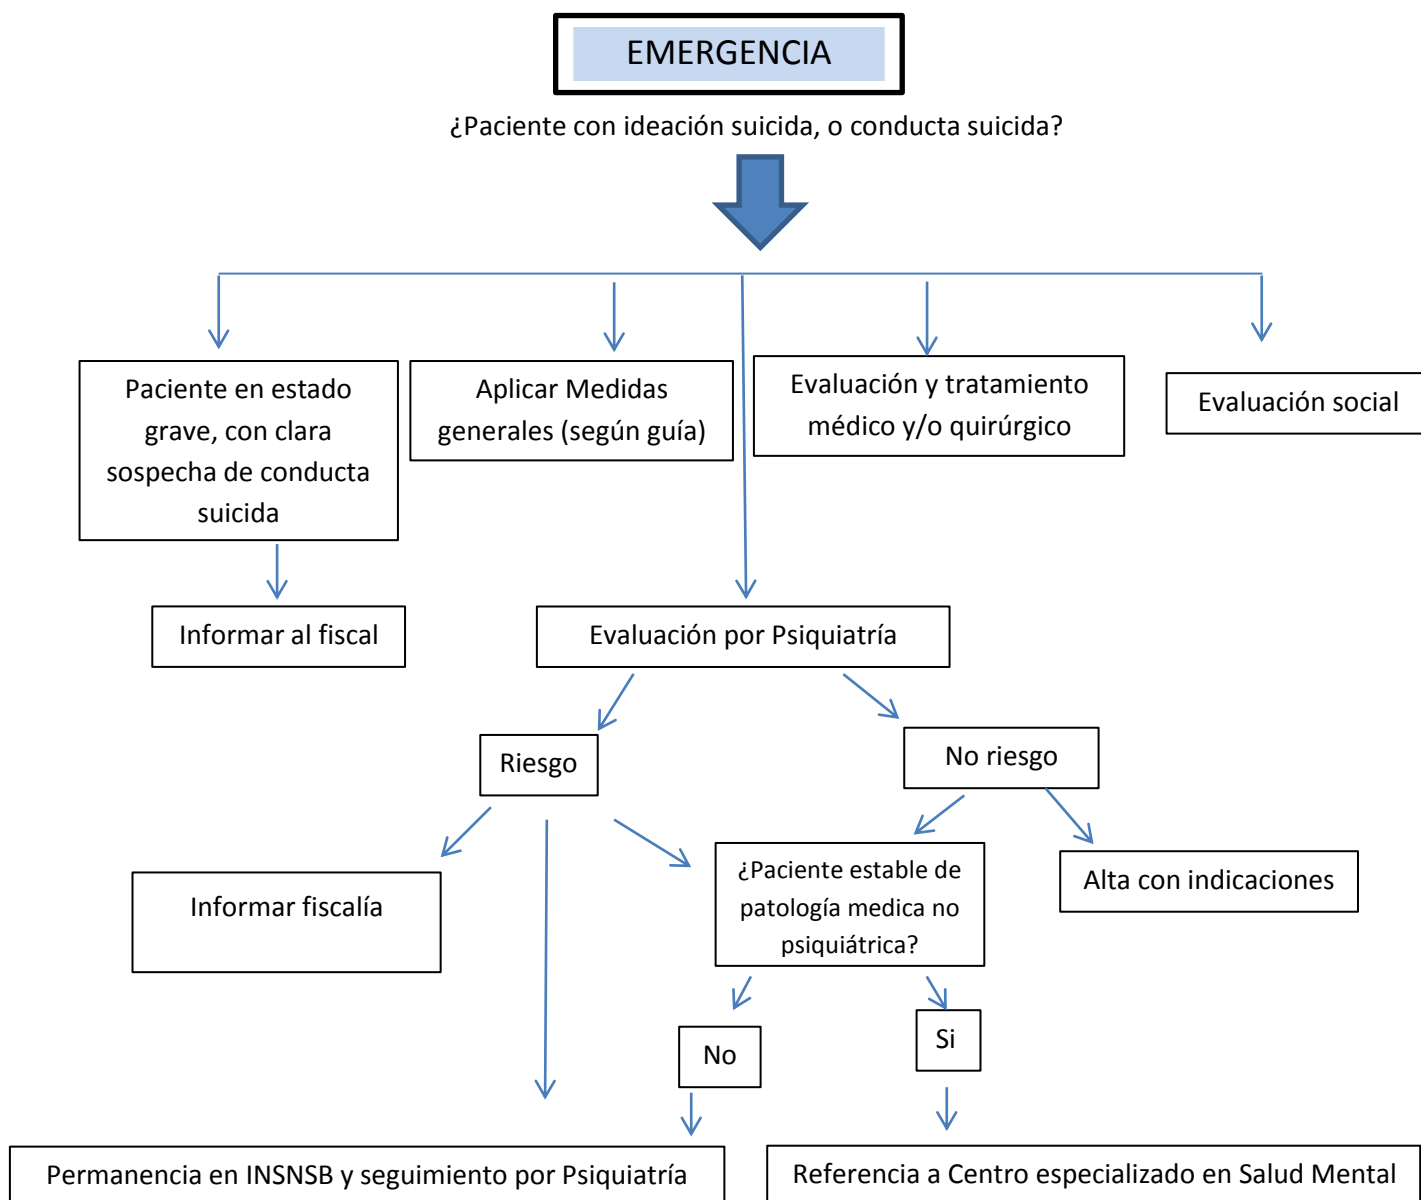 EMERGENCIA
¿Paciente con ideación suicida, o conducta suicida?
Paciente en estado
grave, con clara
sospecha de conducta
suicida
Aplicar Medidas
generales (según guía)
Evaluación y tratamiento
médico y/o quirúrgico
Evaluación social
Informar al fiscal
Evaluación por Psiquiatría
Riesgo
No riesgo
Informar fiscalía
¿Paciente estable de
patología medica no
psiquiátrica?
Alta con indicaciones
No
Si
Permanencia en INSNSB y seguimiento por Psiquiatría
Referencia a Centro especializado en Salud Mental